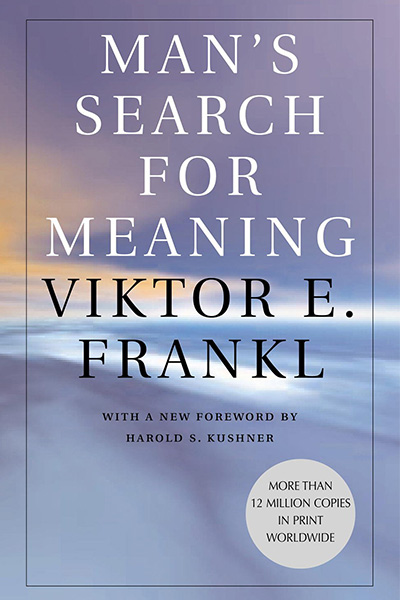 MAN’S
SEARCH
FOR
MEANING
VIKTOR E.
FRANKL
WITH A NEW FOREWORD BY
HAROLD S. KUSHNER
MORE THAN
12 MILLION COPIES
IN PRINT
WORLDWIDE